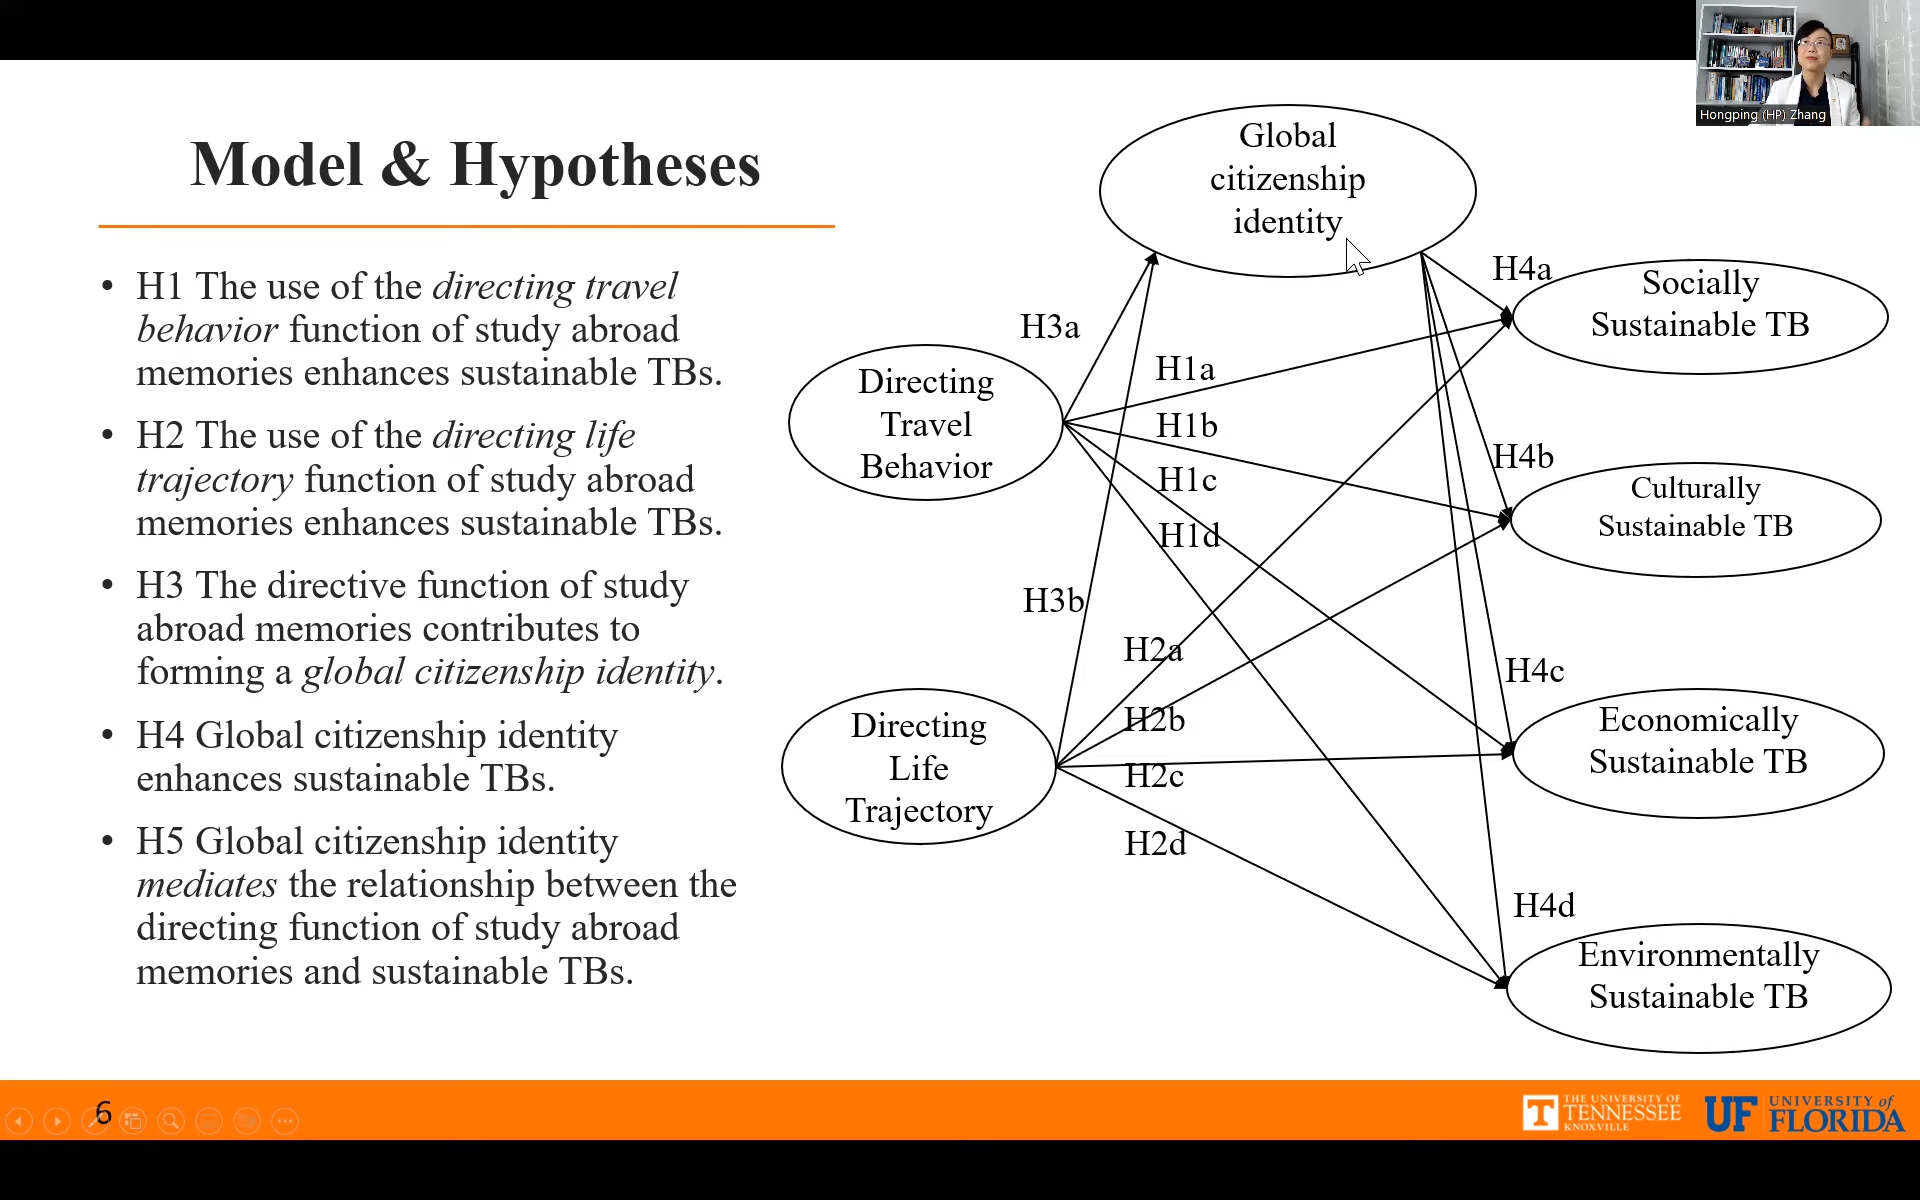 Hongping (HP) Zhang
Model & Hypotheses
• H1 The use of the directing travel
behavior function of study abroad
memories enhances sustainable TBs.
• H2 The use of the directing life
trajectory function of study abroad
memories enhances sustainable TBs.
• H3 The directive function of study
abroad memories contributes to
forming a global citizenship identity.
• H4 Global citizenship identity
enhances sustainable TBs.
• H5 Global citizenship identity
mediates the relationship between the
directing function of study abroad
memories and sustainable TBs.
Global
citizenship
identity
Directing
Travel
Behavior
Directing
Life
Trajectory
H3a
H1a
H1b
H1c
H1d
H3b
H2a
H2b
H2c
H2d
H4a
H4b
H4c
H4d
Socially
Sustainable TB
Culturally
Sustainable TB
Economically
Sustainable TB
Environmentally
Sustainable TB
6
T
THE UNIVERSITY OF
TENNESSEE
KNOXVILLE
UF
UNIVERSITY of
FLORIDA